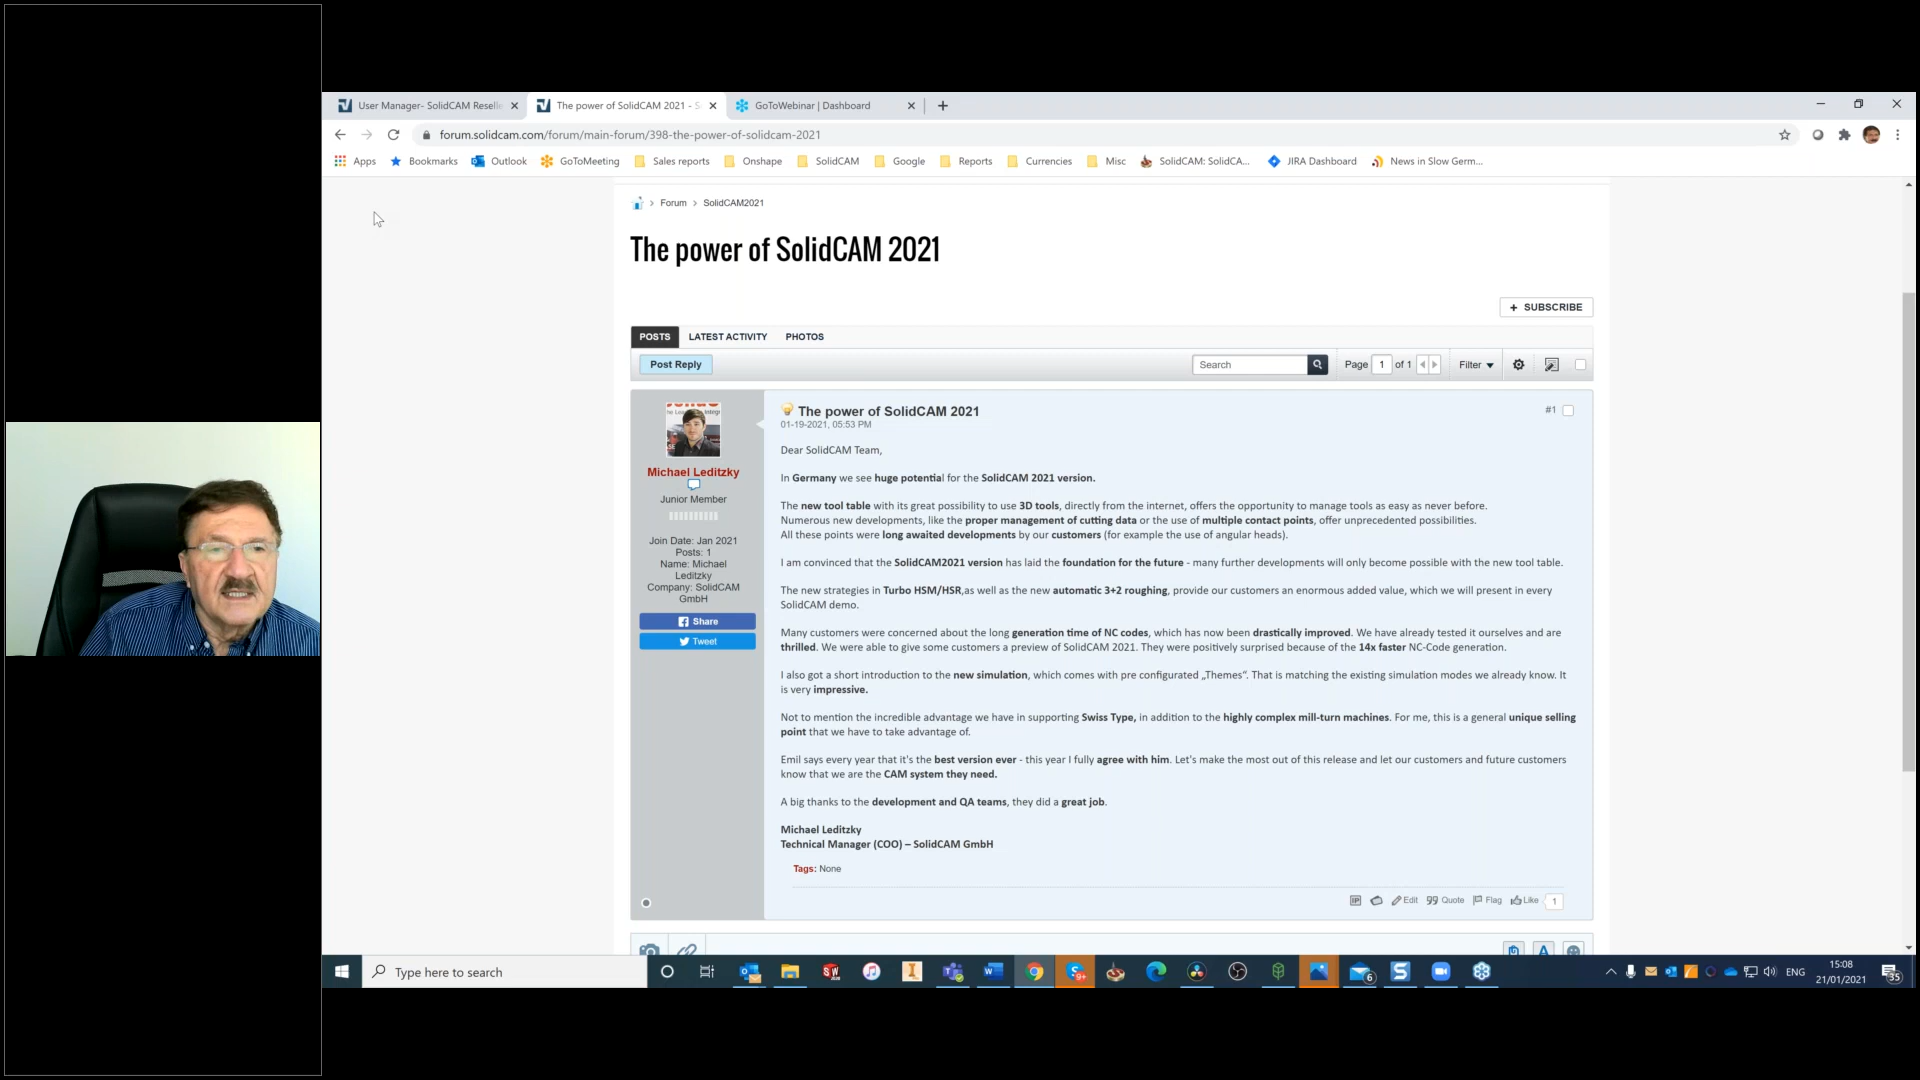 User Manager- SolidCAM Reselle
The power of SolidCAM 2021 - S
GoToWebinar | Dashboard
forum.solidcam.com/forum/main-forum/398-the-power-of-solidcam-2021
Apps
Bookmarks
Outlook
GoToMeeting
Sales reports
Onshape
SolidCAM
Google
Reports
Currencies
Misc
SolidCAM: SolidCA...
JIRA Dashboard
News in Slow Germ...
Forum
SolidCAM2021
The power of SolidCAM 2021
+ SUBSCRIBE
POSTS
LATEST ACTIVITY
PHOTOS
Post Reply
Search
Page 1 of 1
Filter
Michael Leditzky
Junior Member
Join Date: Jan 2021
Posts: 1
Name: Michael
Leditzky
Company: SolidCAM
GmbH
Share
Tweet
The power of SolidCAM 2021
#1
01-19-2021, 05:53 PM
Dear SolidCAM Team,
In Germany we see huge potential for the SolidCAM 2021 version.
The new tool table with its great possibility to use 3D tools, directly from the internet, offers the opportunity to manage tools as easy as never before.
Numerous new developments, like the proper management of cutting data or the use of multiple contact points, offer unprecedented possibilities.
All these points were long awaited developments by our customers (for example the use of angular heads).
I am convinced that the SolidCAM2021 version has laid the foundation for the future - many further developments will only become possible with the new tool table.
The new strategies in Turbo HSM/HSR,as well as the new automatic 3+2 roughing, provide our customers an enormous added value, which we will present in every
SolidCAM demo.
Many customers were concerned about the long generation time of NC codes, which has now been drastically improved. We have already tested it ourselves and are
thrilled. We were able to give some customers a preview of SolidCAM 2021. They were positively surprised because of the 14x faster NC-Code generation.
I also got a short introduction to the new simulation, which comes with pre configurated „Themes“. That is matching the existing simulation modes we already know. It
is very impressive.
Not to mention the incredible advantage we have in supporting Swiss Type, in addition to the highly complex mill-turn machines. For me, this is a general unique selling
point that we have to take advantage of.
Emil says every year that it's the best version ever - this year I fully agree with him. Let's make the most out of this release and let our customers and future customers
know that we are the CAM system they need.
A big thanks to the development and QA teams, they did a great job.
Michael Leditzky
Technical Manager (COO) – SolidCAM GmbH
Tags: None
Edit
Quote
Flag
Like
1
Type here to search
ENG
15:08
21/01/2021